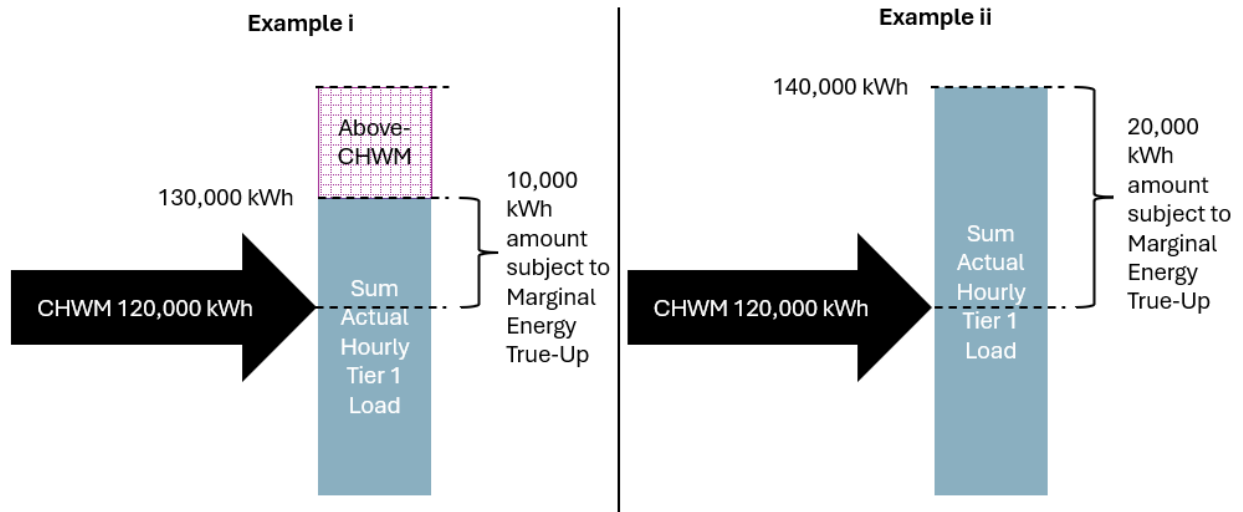 Example i
Above-
CHWM
130,000 kWh
10,000
kWh
amount
subject to
Marginal
Energy
True-Up
CHWM 120,000 kWh
Sum
Actual
Hourly
Tier 1
Load
Example ii
140,000 kWh
20,000
kWh
amount
subject to
Marginal
Energy
True-Up
CHWM 120,000 kWh
Sum
Actual
Hourly
Tier 1
Load